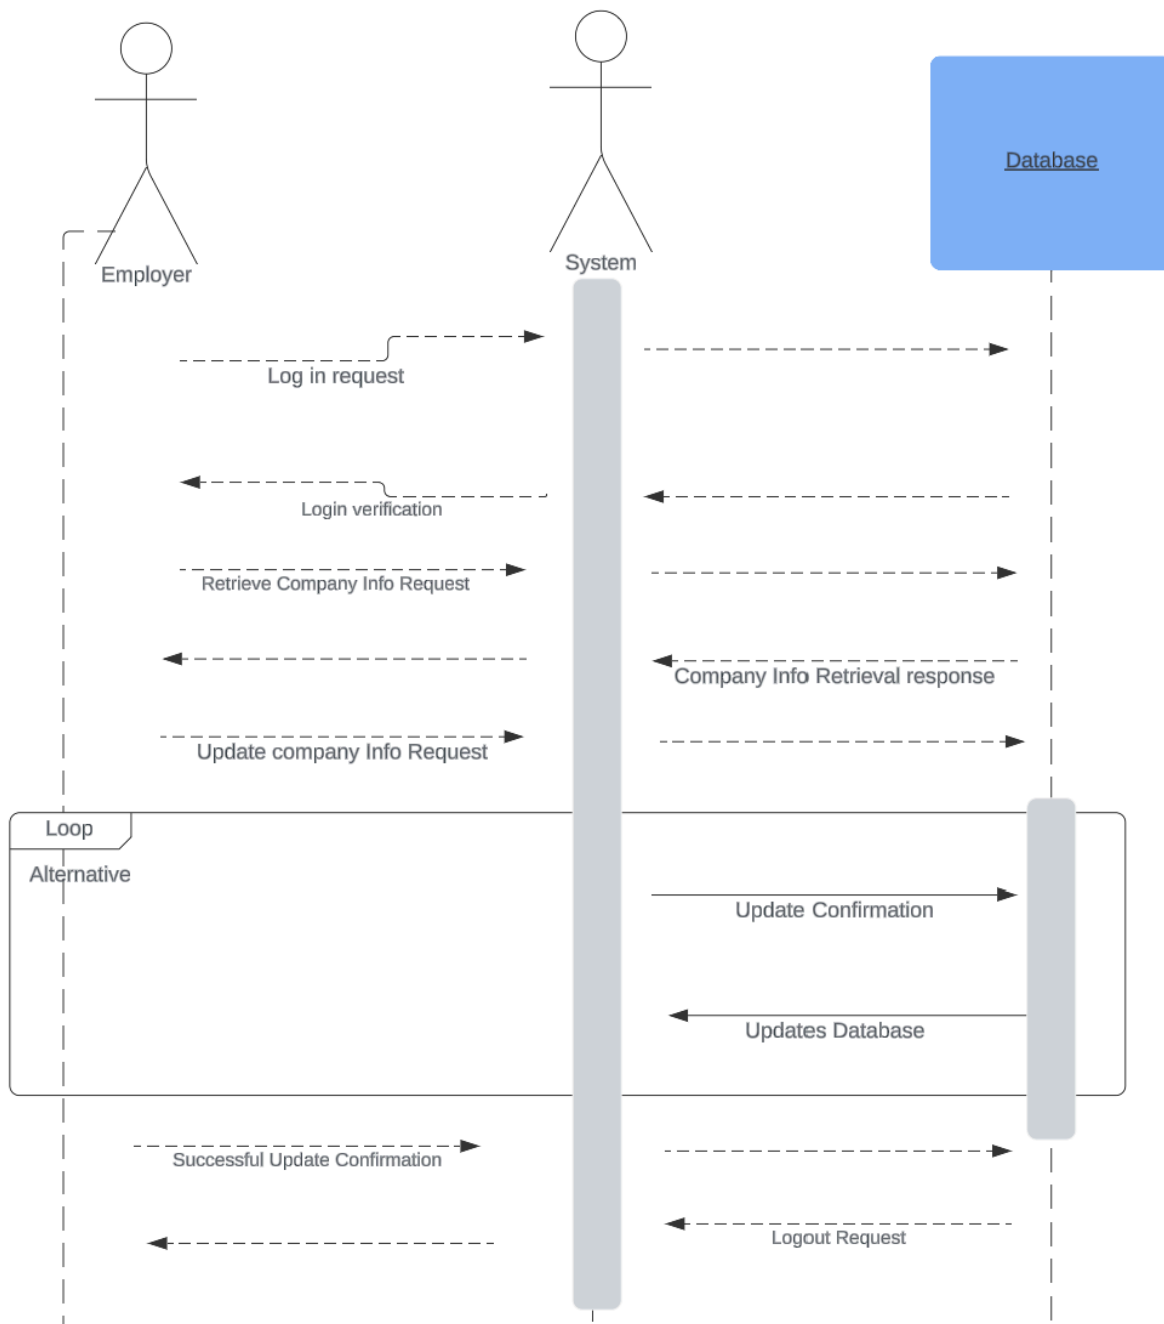 Employer
System
Database
Log in request
Login verification
Retrieve Company Info Request
Company Info Retrieval response
Update company Info Request
Loop
Alternative
Update Confirmation
Updates Database
Successful Update Confirmation
Logout Request